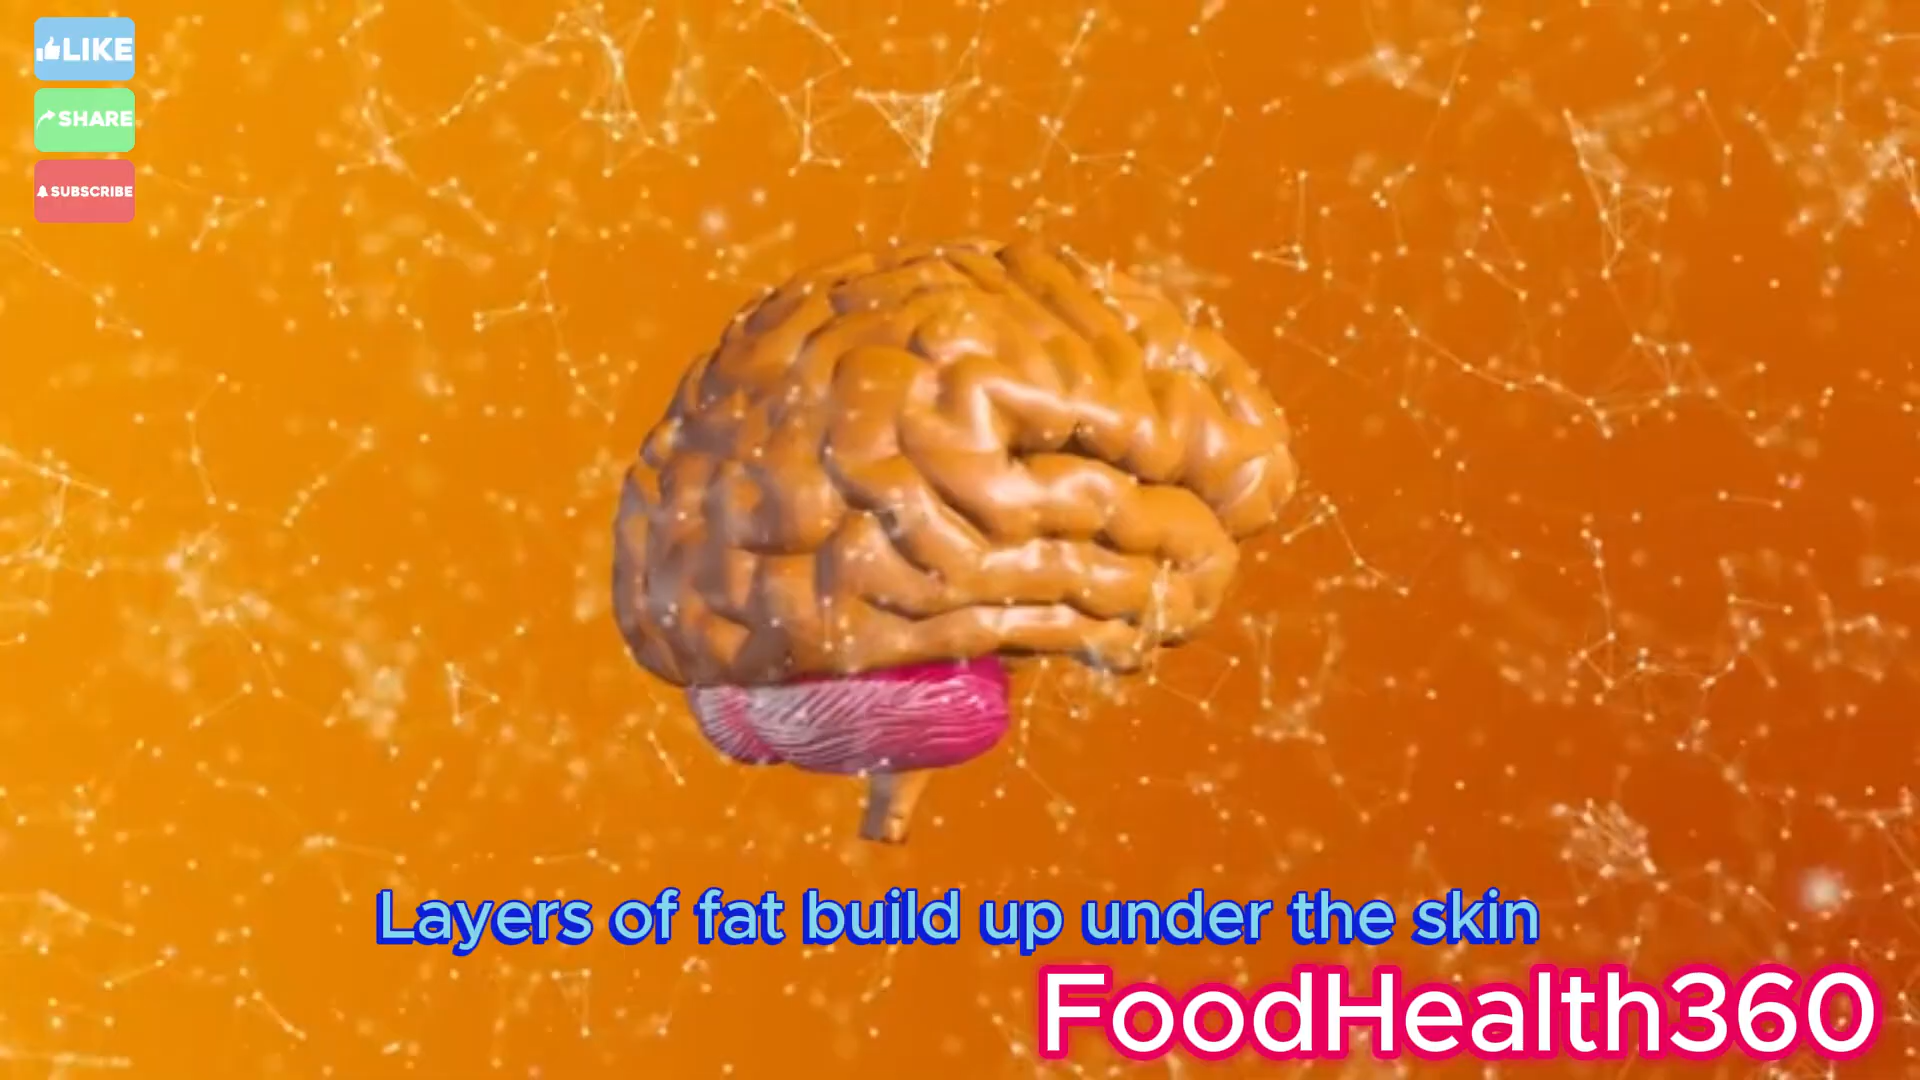 LIKE
SHARE
SUBSCRIBE
Layers of fat build up under the skin
FoodHealth360